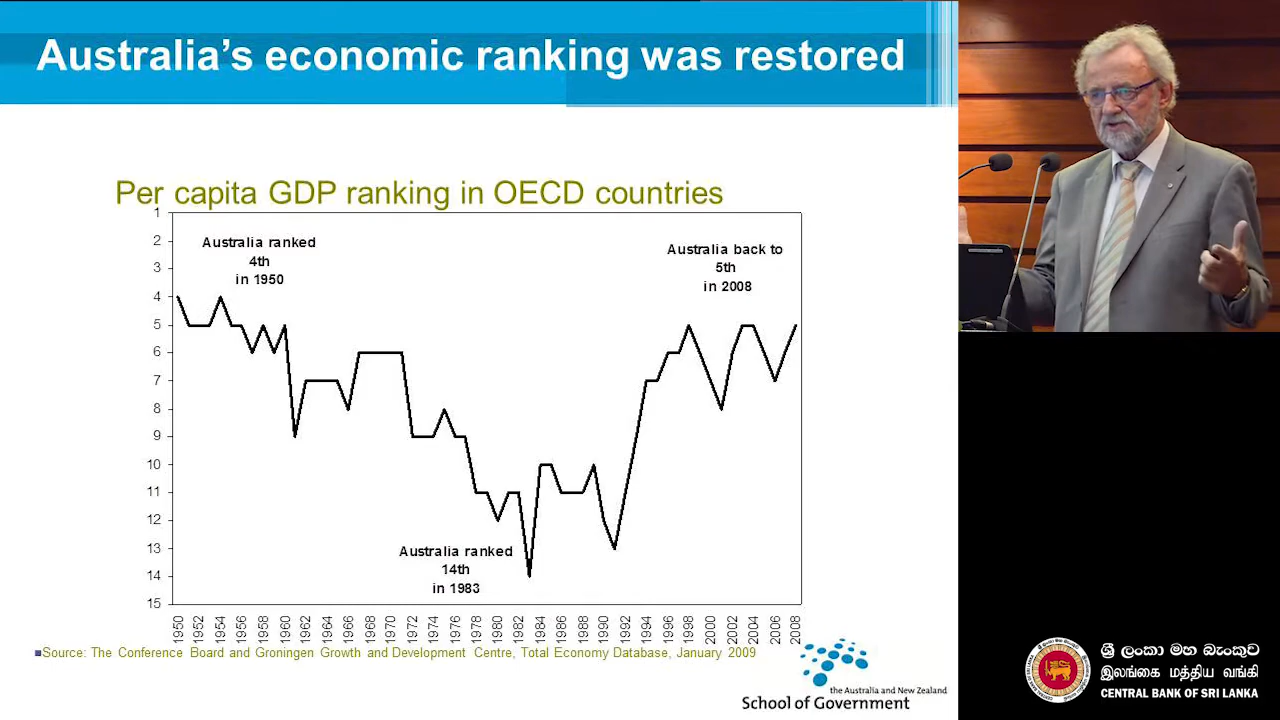 Australia's economic ranking was restored
Per capita GDP ranking in OECD countries
1
2
3
4
5
6
7
8
9
10
11
12
13
14
15
Australia ranked
4th
in 1950
Australia back to
5th
in 2008
Australia ranked
14th
in 1983
1950
1952
1954
1956
1958
1960
1962
1964
1966
1968
1970
1972
1974
1976
1978
1980
1982
1984
1986
1988
1990
1992
1994
1996
1998
2000
2002
2004
2006
2008
Source: The Conference Board and Groningen Growth and Development Centre, Total Economy Database, January 2009
the Australia and New Zealand
School of Government
ශ්‍රී ලංකා මහ බැංකුව
இலங்கை மத்திய வங்கி
CENTRAL BANK OF SRI LANKA